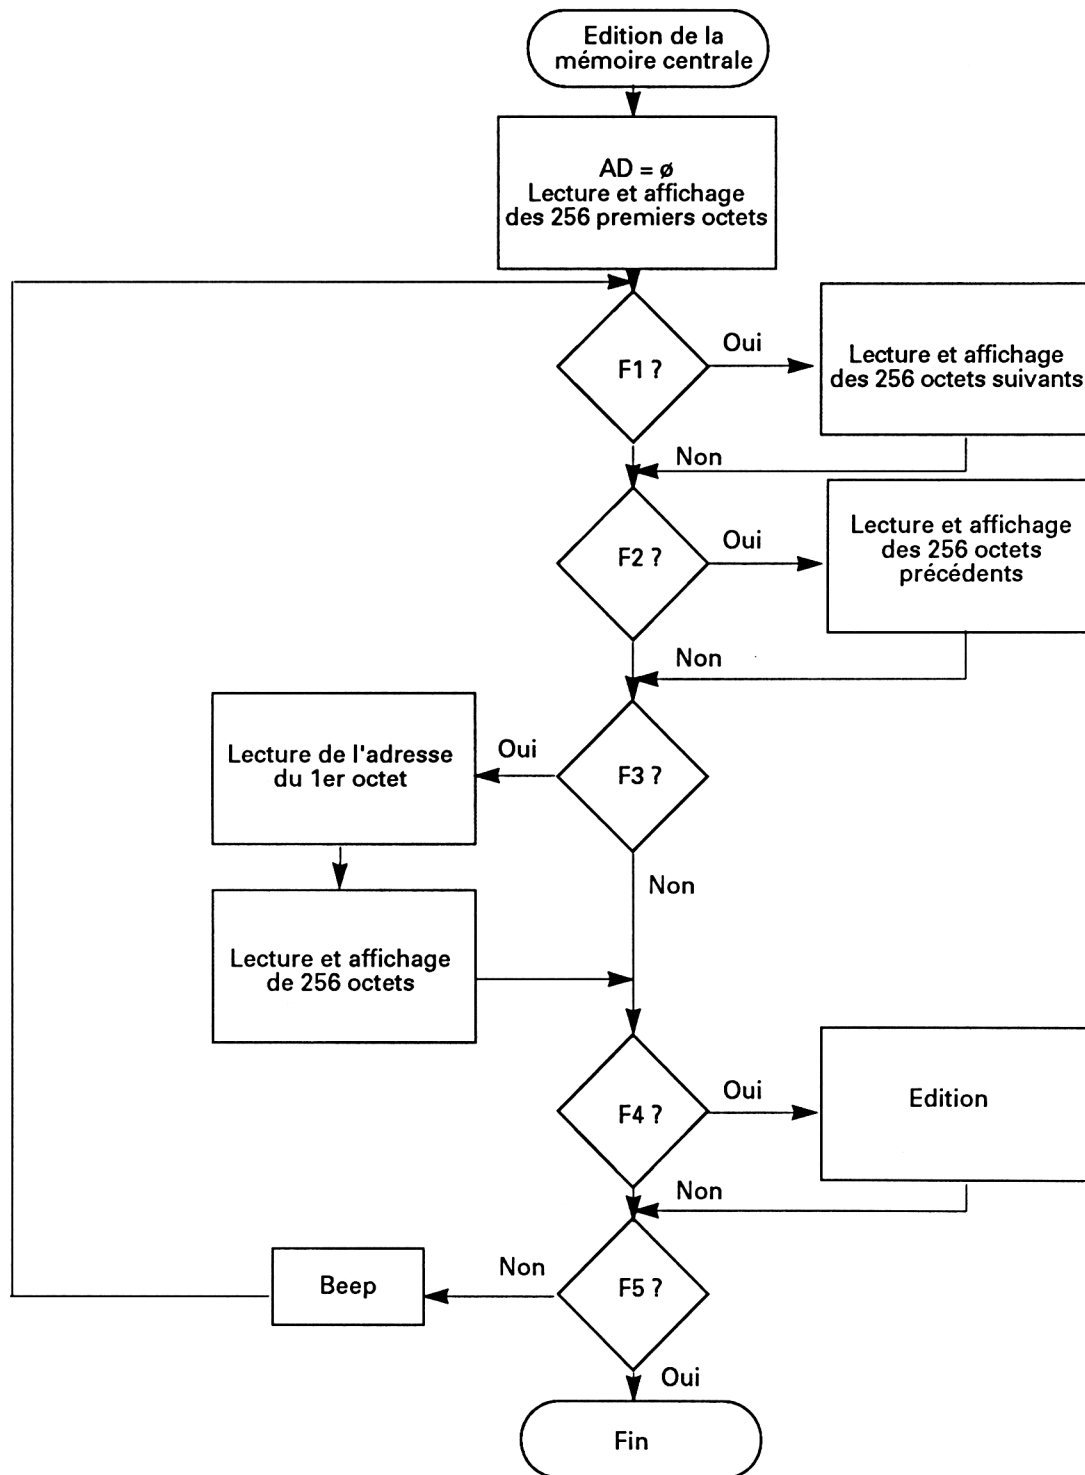 Edition de la
mémoire centrale
AD = ø
Lecture et affichage
des 256 premiers octets
F1 ?
Oui
Lecture et affichage
des 256 octets suivants
Non
F2 ?
Oui
Lecture et affichage
des 256 octets
précédents
Non
F3 ?
Oui
Lecture de l'adresse
du 1er octet
Non
Lecture et affichage
de 256 octets
F4 ?
Oui
Edition
Non
F5 ?
Non
Beep
Oui
Fin